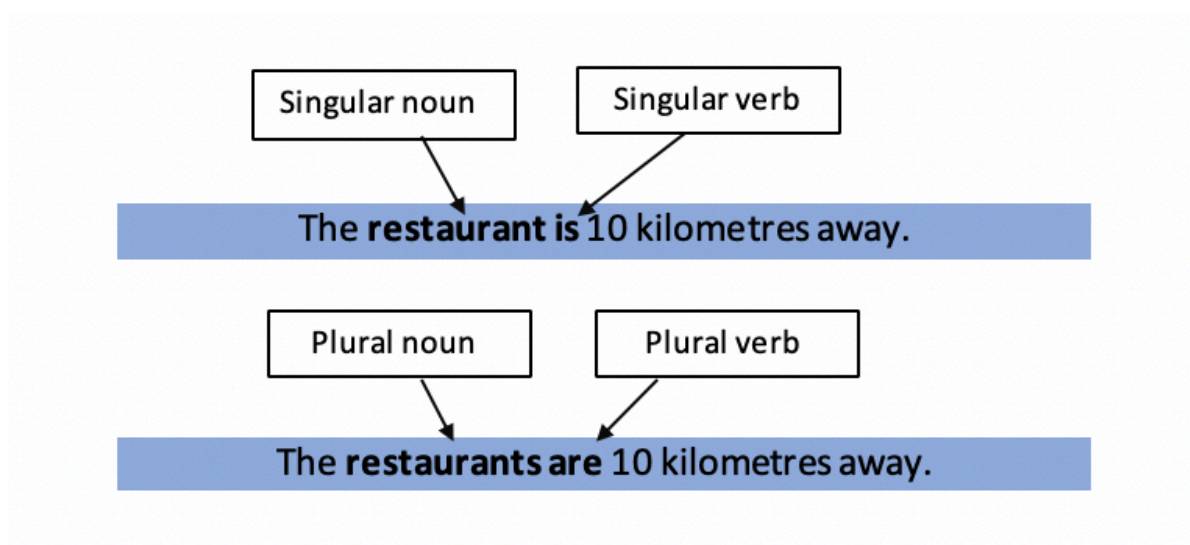 Singular noun
Singular verb
The restaurant is 10 kilometres away.
Plural noun
Plural verb
The restaurants are 10 kilometres away.